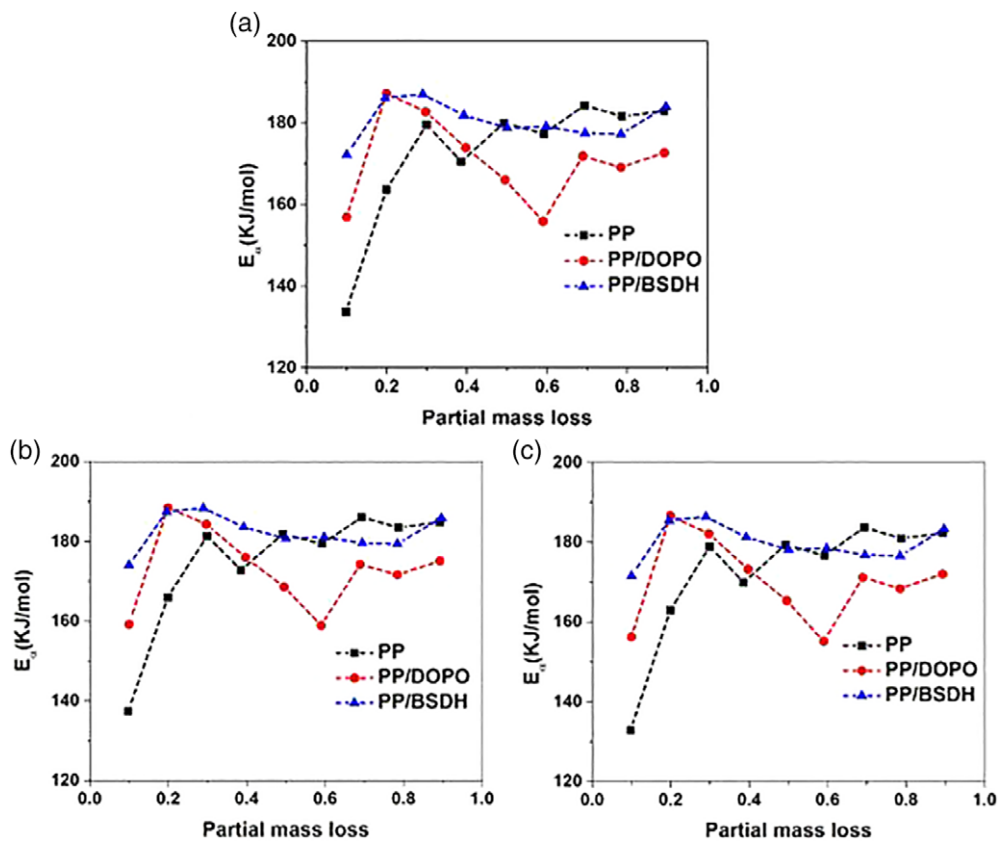 (a)
200
180
160
140
120
Eα(KJ/mol)
PP
PP/DOPO
PP/BSDH
0.0 0.2 0.4 0.6 0.8 1.0
Partial mass loss
(b)
200
180
160
140
120
Eα(KJ/mol)
PP
PP/DOPO
PP/BSDH
0.0 0.2 0.4 0.6 0.8 1.0
Partial mass loss
(c)
200
180
160
140
120
Eα(KJ/mol)
PP
PP/DOPO
PP/BSDH
0.0 0.2 0.4 0.6 0.8 1.0
Partial mass loss